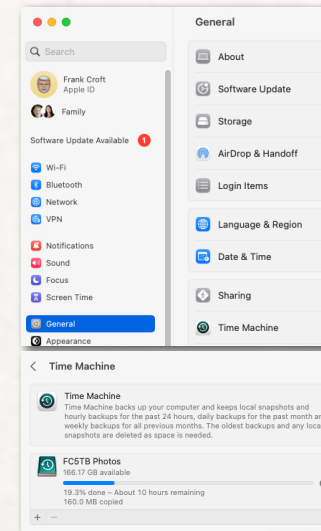 General
Search
Frank Croft
Apple ID
Family
Software Update Available 1
Wi-Fi
Bluetooth
Network
VPN
Notifications
Sound
Focus
Screen Time
General
Appearance
About
Software Update
Storage
AirDrop & Handoff
Login Items
Language & Region
Date & Time
Sharing
Time Machine
< Time Machine
Time Machine
Time Machine backs up your computer and keeps local snapshots and
hourly backups for the past 24 hours, daily backups for the past month
weekly backups for all previous months. The oldest backups and any
snapshots are deleted as space is needed.
FC5TB Photos
166.17 GB available
19.3% done – About 10 hours remaining
160.0 MB copied
+ −